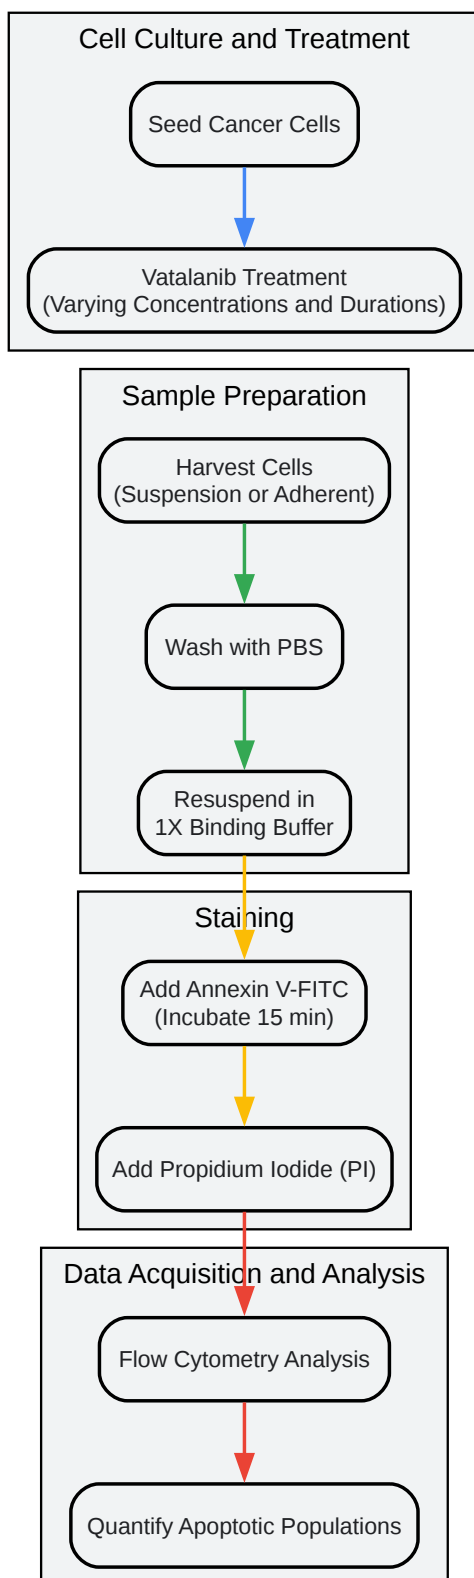 Cell Culture and Treatment
Seed Cancer Cells
Vatalanib Treatment
(Varying Concentrations and Durations)
Sample Preparation
Harvest Cells
(Suspension or Adherent)
Wash with PBS
Resuspend in
1X Binding Buffer
Staining
Add Annexin V-FITC
(Incubate 15 min)
Add Propidium Iodide (PI)
Data Acquisition and Analysis
Flow Cytometry Analysis
Quantify Apoptotic Populations